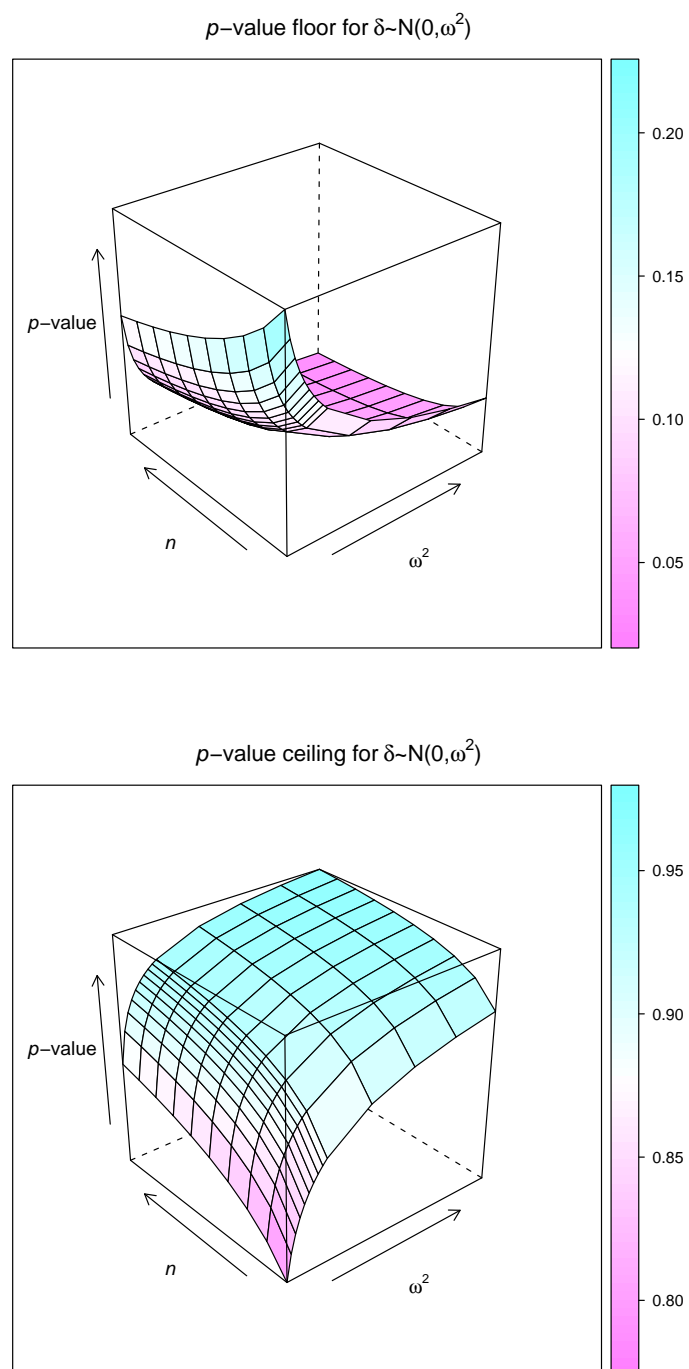 p−value floor for δ~N(0,ω²)
0.20
0.15
0.10
0.05
p−value
n
ω²
p−value ceiling for δ~N(0,ω²)
0.95
0.90
0.85
0.80
p−value
n
ω²